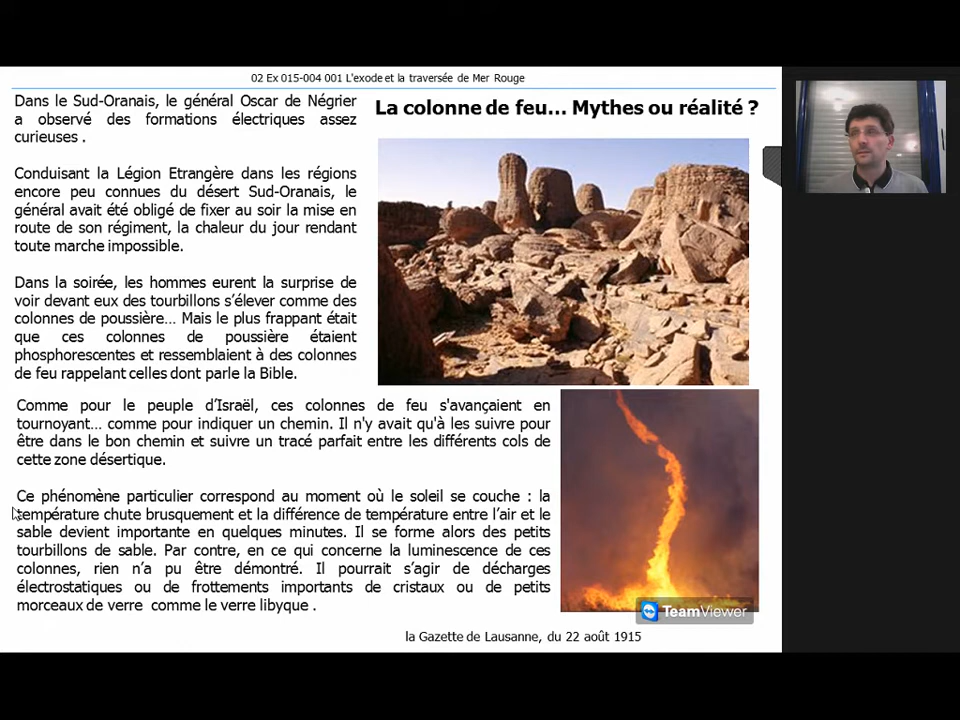 02 Ex 015-004 001 L'exode et la traversée de Mer Rouge
La colonne de feu... Mythes ou réalité ?
Dans le Sud-Oranais, le général Oscar de Négrier
a observé des formations électriques assez
curieuses .
Conduisant la Légion Etrangère dans les régions
encore peu connues du désert Sud-Oranais, le
général avait été obligé de fixer au soir la mise en
route de son régiment, la chaleur du jour rendant
toute marche impossible.
Dans la soirée, les hommes eurent la surprise de
voir devant eux des tourbillons s’élever comme des
colonnes de poussière... Mais le plus frappant était
que ces colonnes de poussière étaient
phosphorescentes et ressemblaient à des colonnes
de feu rappelant celles dont parle la Bible.
Comme pour le peuple d’Israël, ces colonnes de feu s'avançaient en
tournoyant... comme pour indiquer un chemin. Il n'y avait qu'à les suivre pour
être dans le bon chemin et suivre un tracé parfait entre les différents cols de
cette zone désertique.
Ce phénomène particulier correspond au moment où le soleil se couche : la
température chute brusquement et la différence de température entre l’air et le
sable devient importante en quelques minutes. Il se forme alors des petits
tourbillons de sable. Par contre, en ce qui concerne la luminescence de ces
colonnes, rien n’a pu être démontré. Il pourrait s’agir de décharges
électrostatiques ou de frottements importants de cristaux ou de petits
morceaux de verre comme le verre libyque .
TeamViewer
la Gazette de Lausanne, du 22 août 1915